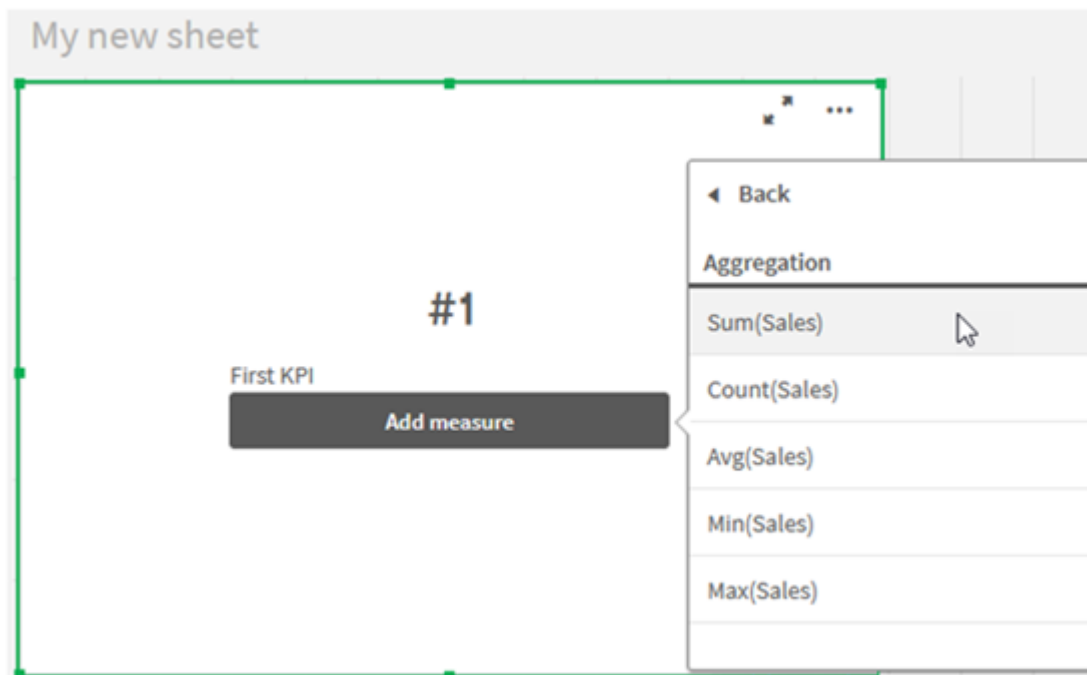 My new sheet
Back
Aggregation
#1
Sum(Sales)
First KPI
Count(Sales)
Add measure
Avg(Sales)
Min(Sales)
Max(Sales)